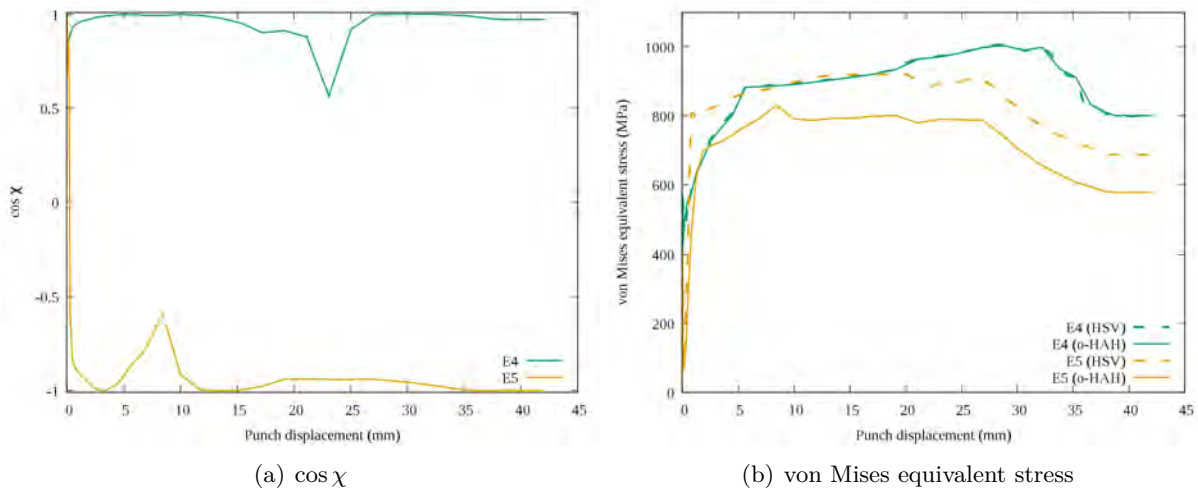 1
0.5
0
-0.5
-1
cos χ
E4
E5
0 5 10 15 20 25 30 35 40 45
Punch displacement (mm)
(a) cos χ
1000
800
600
400
200
0
von Mises equivalent stress (MPa)
E4 (HSV)
E4 (o-HAH)
E5 (HSV)
E5 (o-HAH)
0 5 10 15 20 25 30 35 40 45
Punch displacement (mm)
(b) von Mises equivalent stress